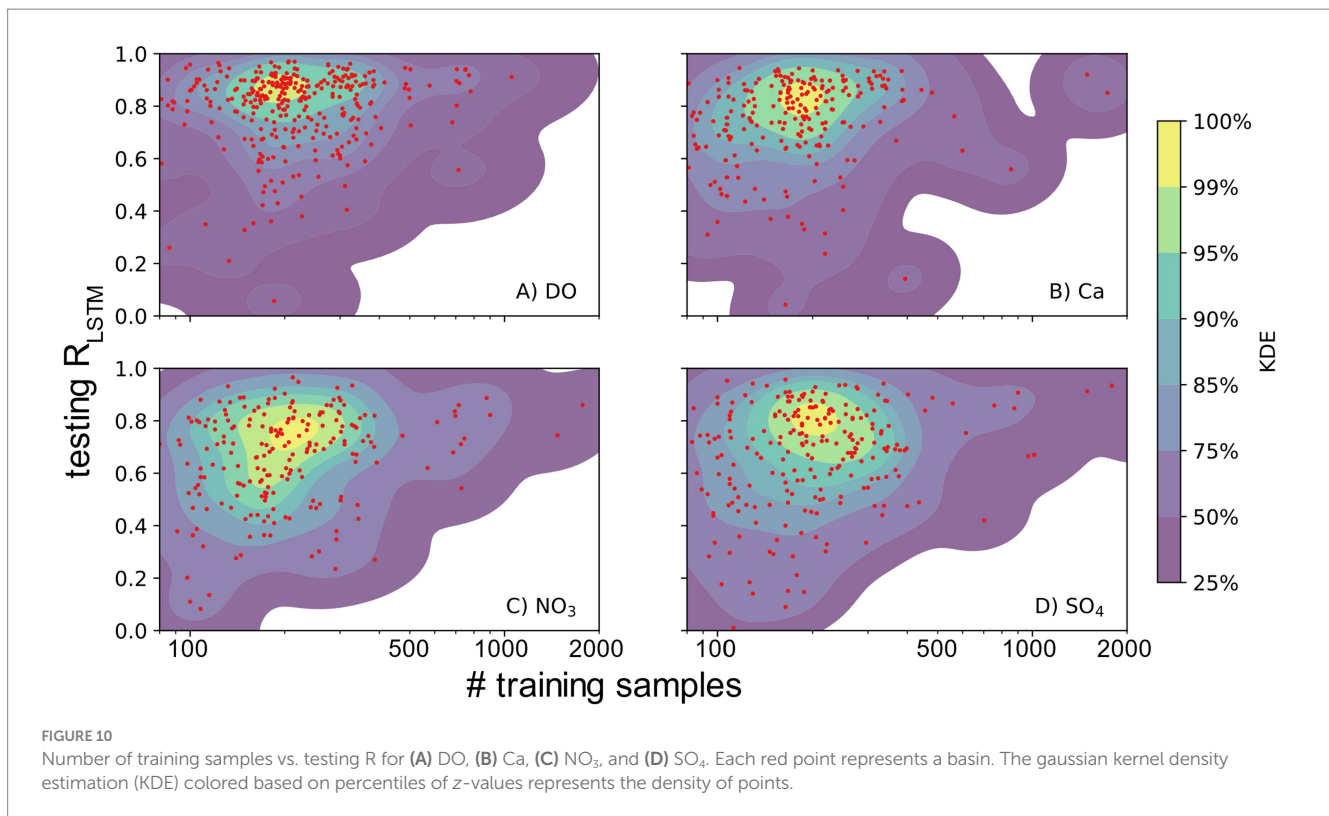 testing R_LSTM
1.0
0.8
0.6
0.4
0.2
0.0
A) DO
B) Ca
1.0
0.8
0.6
0.4
0.2
0.0
C) NO₃
D) SO₄
100 500 1000 2000
100 500 1000 2000
# training samples
100%
99%
95%
90%
85%
75%
50%
25%
KDE
FIGURE 10
Number of training samples vs. testing R for (A) DO, (B) Ca, (C) NO₃, and (D) SO₄. Each red point represents a basin. The gaussian kernel density
estimation (KDE) colored based on percentiles of z-values represents the density of points.